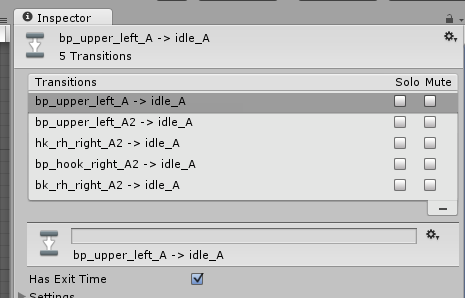 Inspector
bp_upper_left_A -> idle_A
5 Transitions
Transitions Solo Mute
bp_upper_left_A -> idle_A
bp_upper_left_A2 -> idle_A
hk_rh_right_A2 -> idle_A
bp_hook_right_A2 -> idle_A
bk_rh_right_A2 -> idle_A
bp_upper_left_A -> idle_A
Has Exit Time
Settings